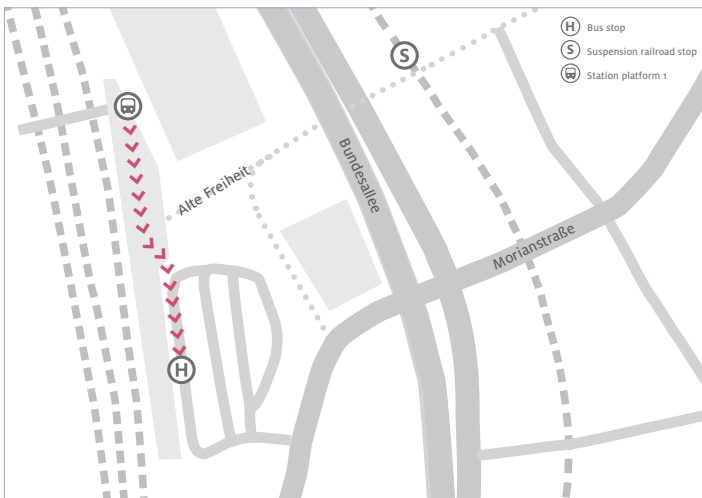 H Bus stop
S Suspension railroad stop
Station platform 1
S
Alte Freiheit
Bundesallee
Morianstraße
H